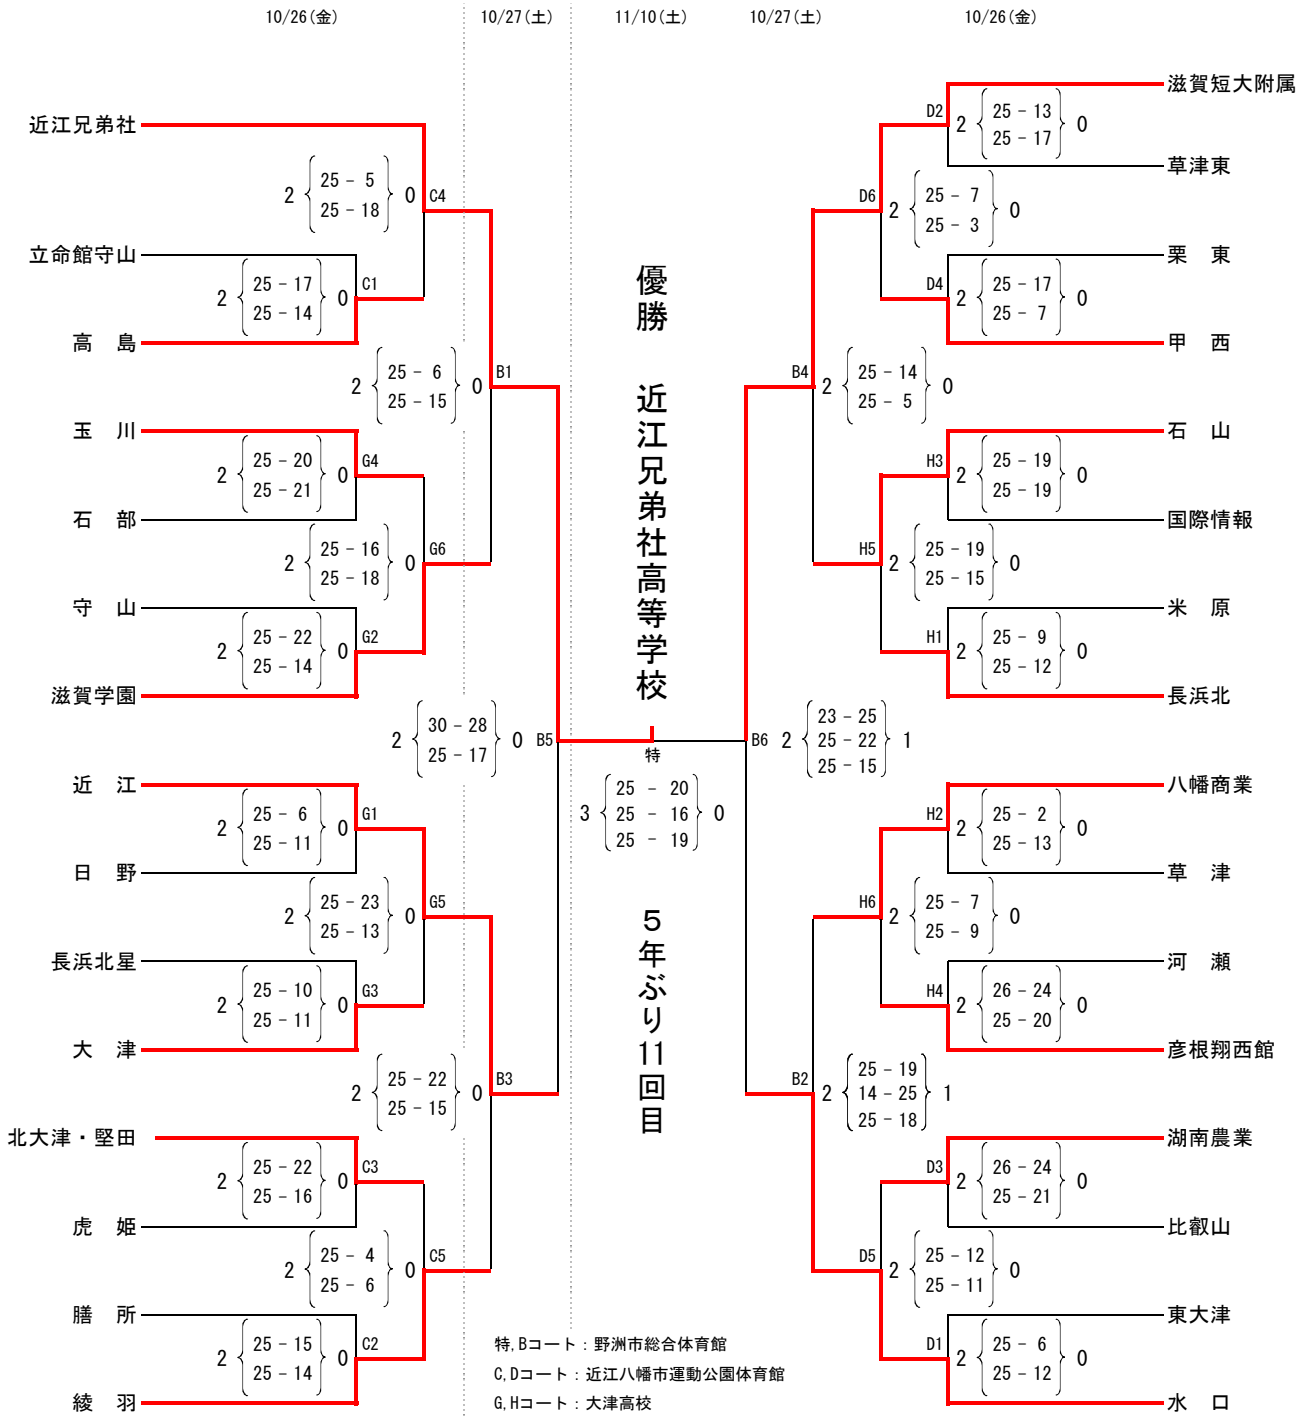 10/26(金)
10/27(土)
11/10(土)
10/27(土)
10/26(金)
近江兄弟社
2 25 - 5 0 C4
25 - 18
立命館守山
2 25 - 17 0 C1
25 - 14
高 島
2 25 - 6 0 B1
25 - 15
玉 川
2 25 - 20 0 G4
25 - 21
石 部
2 25 - 16 0 G6
25 - 18
守 山
2 25 - 22 0 G2
25 - 14
滋賀学園
2 30 - 28 0 B5
25 - 17
近 江
2 25 - 6 0 G1
25 - 11
日 野
2 25 - 23 0 G5
25 - 13
長浜北星
2 25 - 10 0 G3
25 - 11
大 津
2 25 - 22 0 B3
25 - 15
北大津・堅田
2 25 - 22 0 C3
25 - 16
虎 姫
2 25 - 4 0 C5
25 - 6
膳 所
2 25 - 15 0 C2
25 - 14
綾 羽
優勝 近江兄弟社高等学校
特
3 25 - 20 0
25 - 16
25 - 19
5年ぶり11回目
滋賀短大附属
D2 2 25 - 13 0
25 - 17
草津東
D6 2 25 - 7 0
25 - 3
栗 東
D4 2 25 - 17 0
25 - 7
甲 西
B4 2 25 - 14 0
25 - 5
石 山
H3 2 25 - 19 0
25 - 19
国際情報
H5 2 25 - 19 0
25 - 15
米 原
H1 2 25 - 9 0
25 - 12
長浜北
B6 2 23 - 25 1
25 - 22
25 - 15
八幡商業
H2 2 25 - 2 0
25 - 13
草 津
H6 2 25 - 7 0
25 - 9
河 瀬
H4 2 26 - 24 0
25 - 20
彦根翔西館
B2 2 25 - 19 1
14 - 25
25 - 18
湖南農業
D3 2 26 - 24 0
25 - 21
比叡山
D5 2 25 - 12 0
25 - 11
東大津
D1 2 25 - 6 0
25 - 12
水 口
特,Bコート：野洲市総合体育館
C,Dコート：近江八幡市運動公園体育館
G,Hコート：大津高校